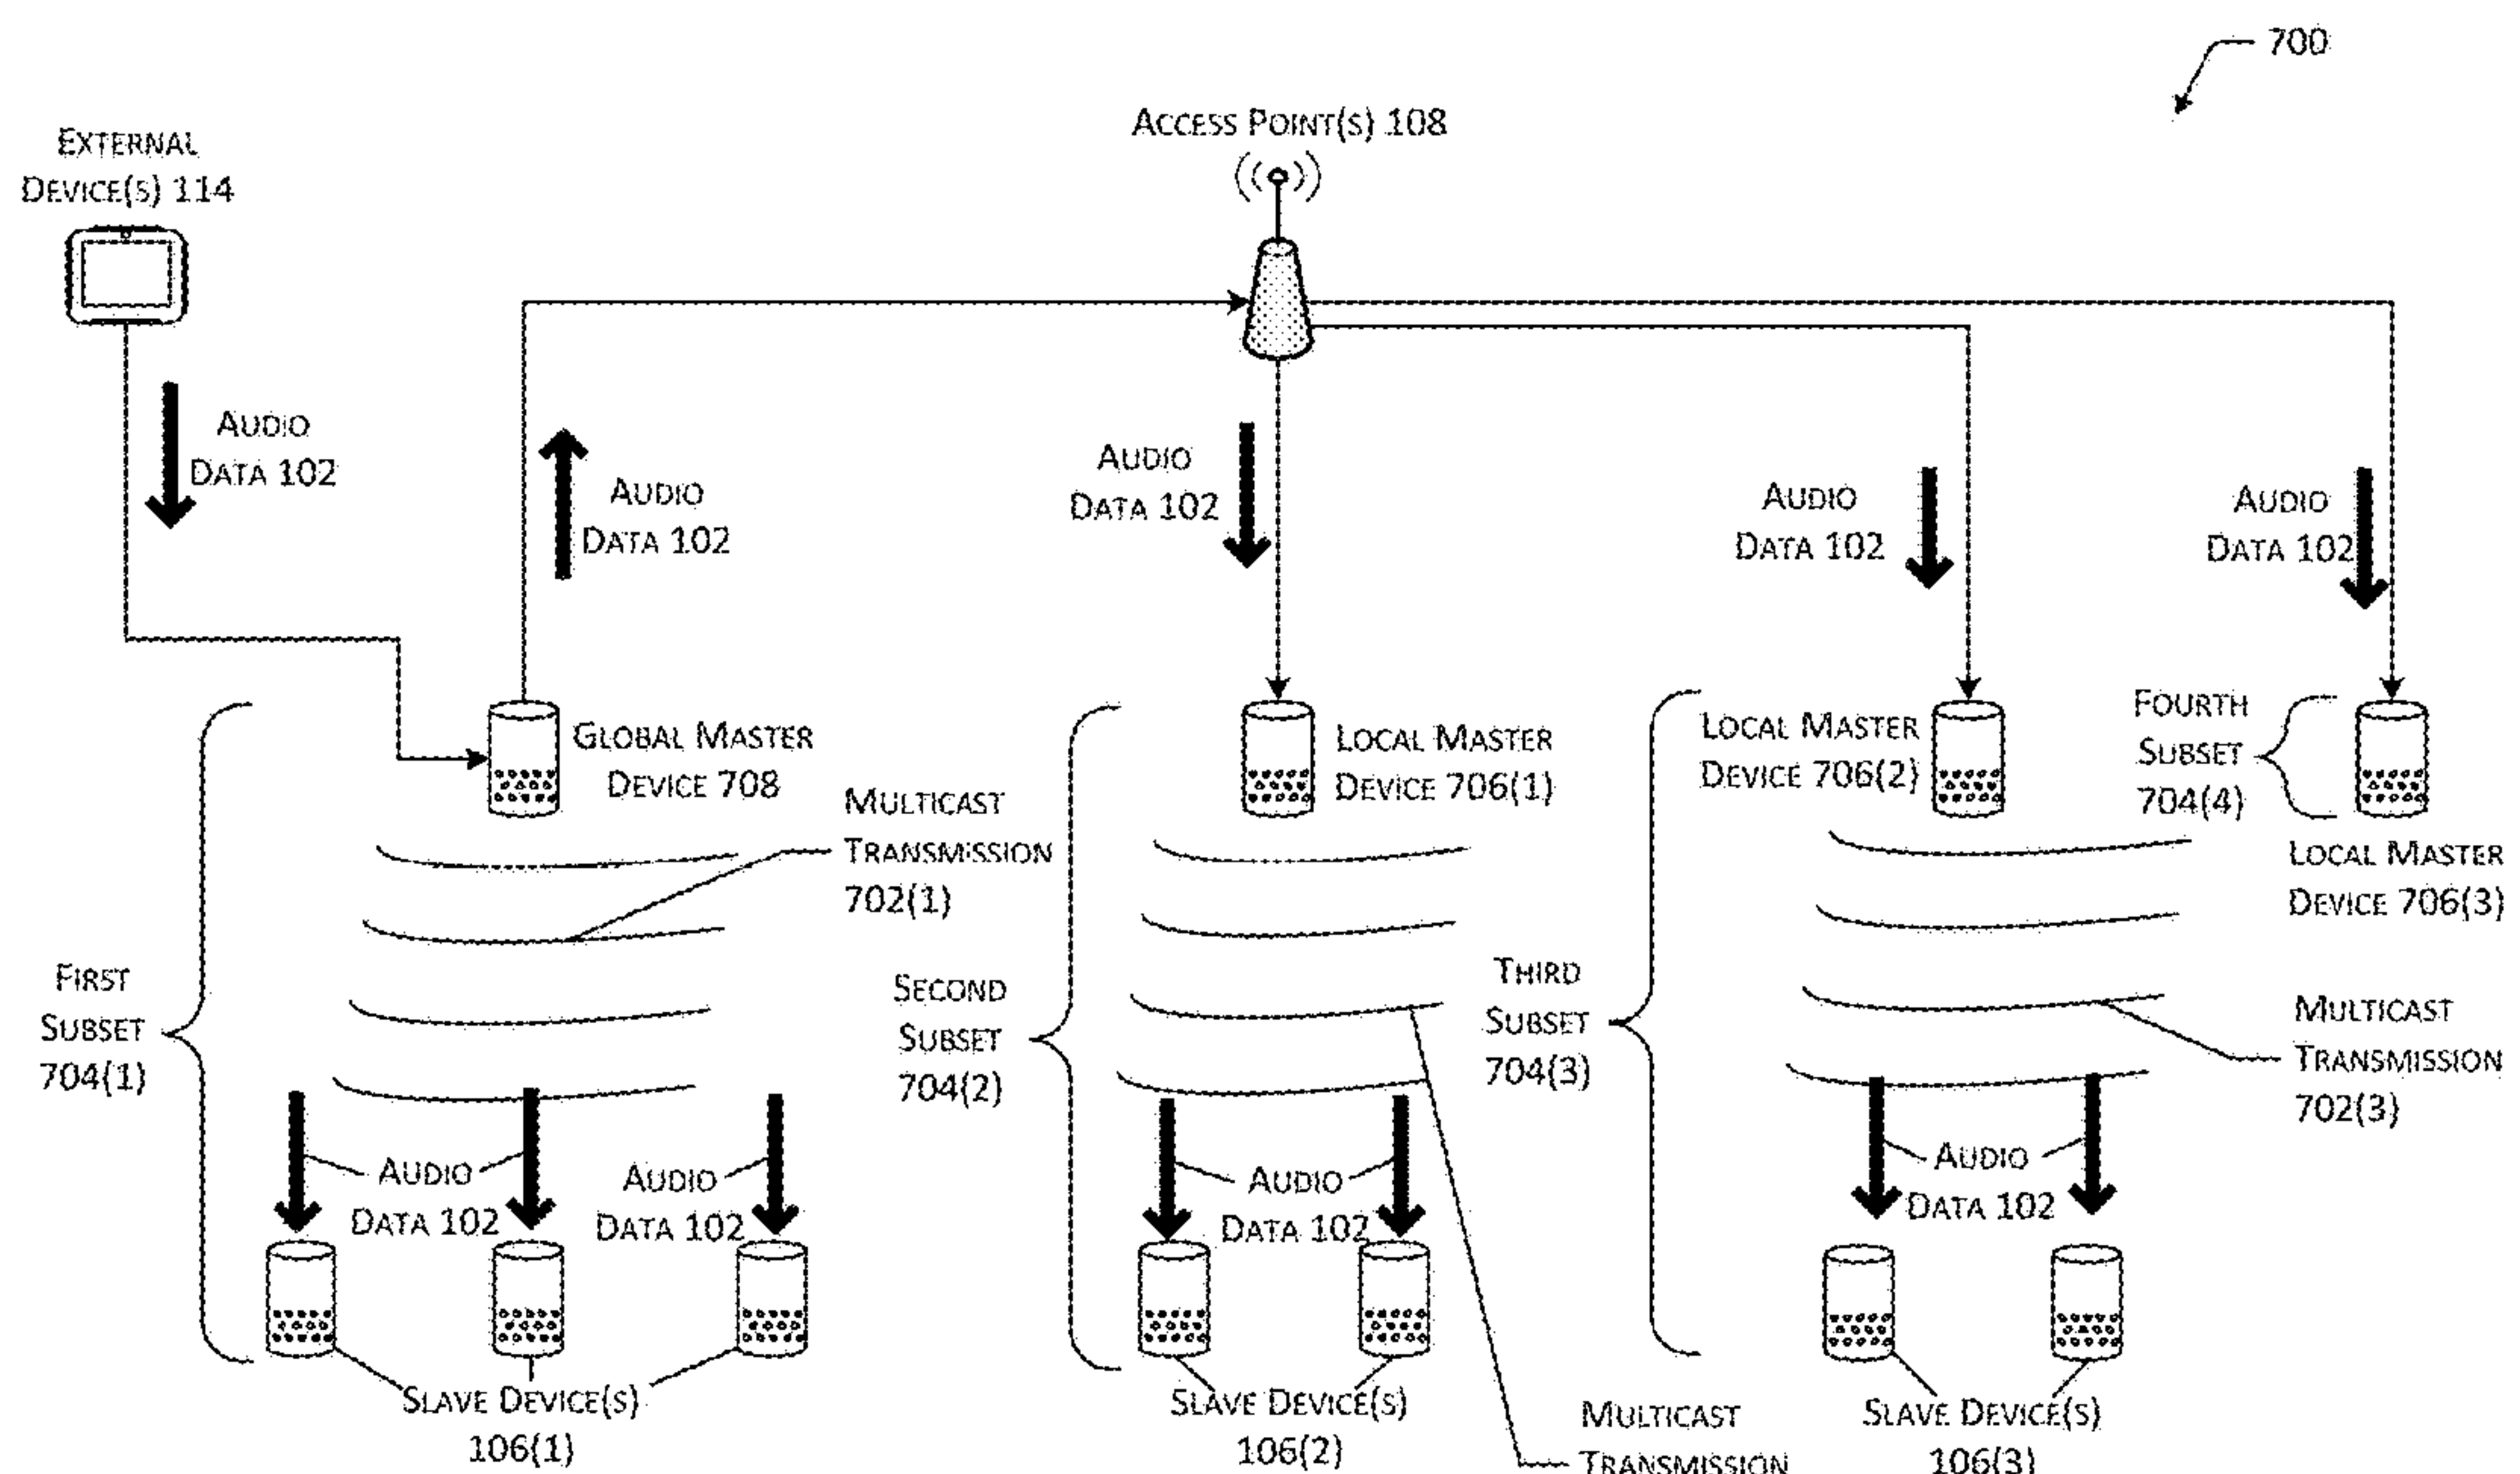 700
ACCESS POINT(S) 108
EXTERNAL
DEVICE(S) 114
AUDIO
DATA 102
AUDIO
DATA 102
AUDIO
DATA 102
AUDIO
DATA 102
AUDIO
DATA 102
GLOBAL MASTER
DEVICE 708
LOCAL MASTER
DEVICE 706(1)
LOCAL MASTER
DEVICE 706(2)
FOURTH
SUBSET
704(4)
LOCAL MASTER
DEVICE 706(3)
MULTICAST
TRANSMISSION
702(1)
FIRST
SUBSET
704(1)
SECOND
SUBSET
704(2)
THIRD
SUBSET
704(3)
MULTICAST
TRANSMISSION
702(3)
AUDIO
DATA 102
AUDIO
DATA 102
AUDIO
DATA 102
AUDIO
DATA 102
SLAVE DEVICE(S)
106(1)
SLAVE DEVICE(S)
106(2)
MULTICAST
TRANSMISSION
SLAVE DEVICE(S)
106(3)